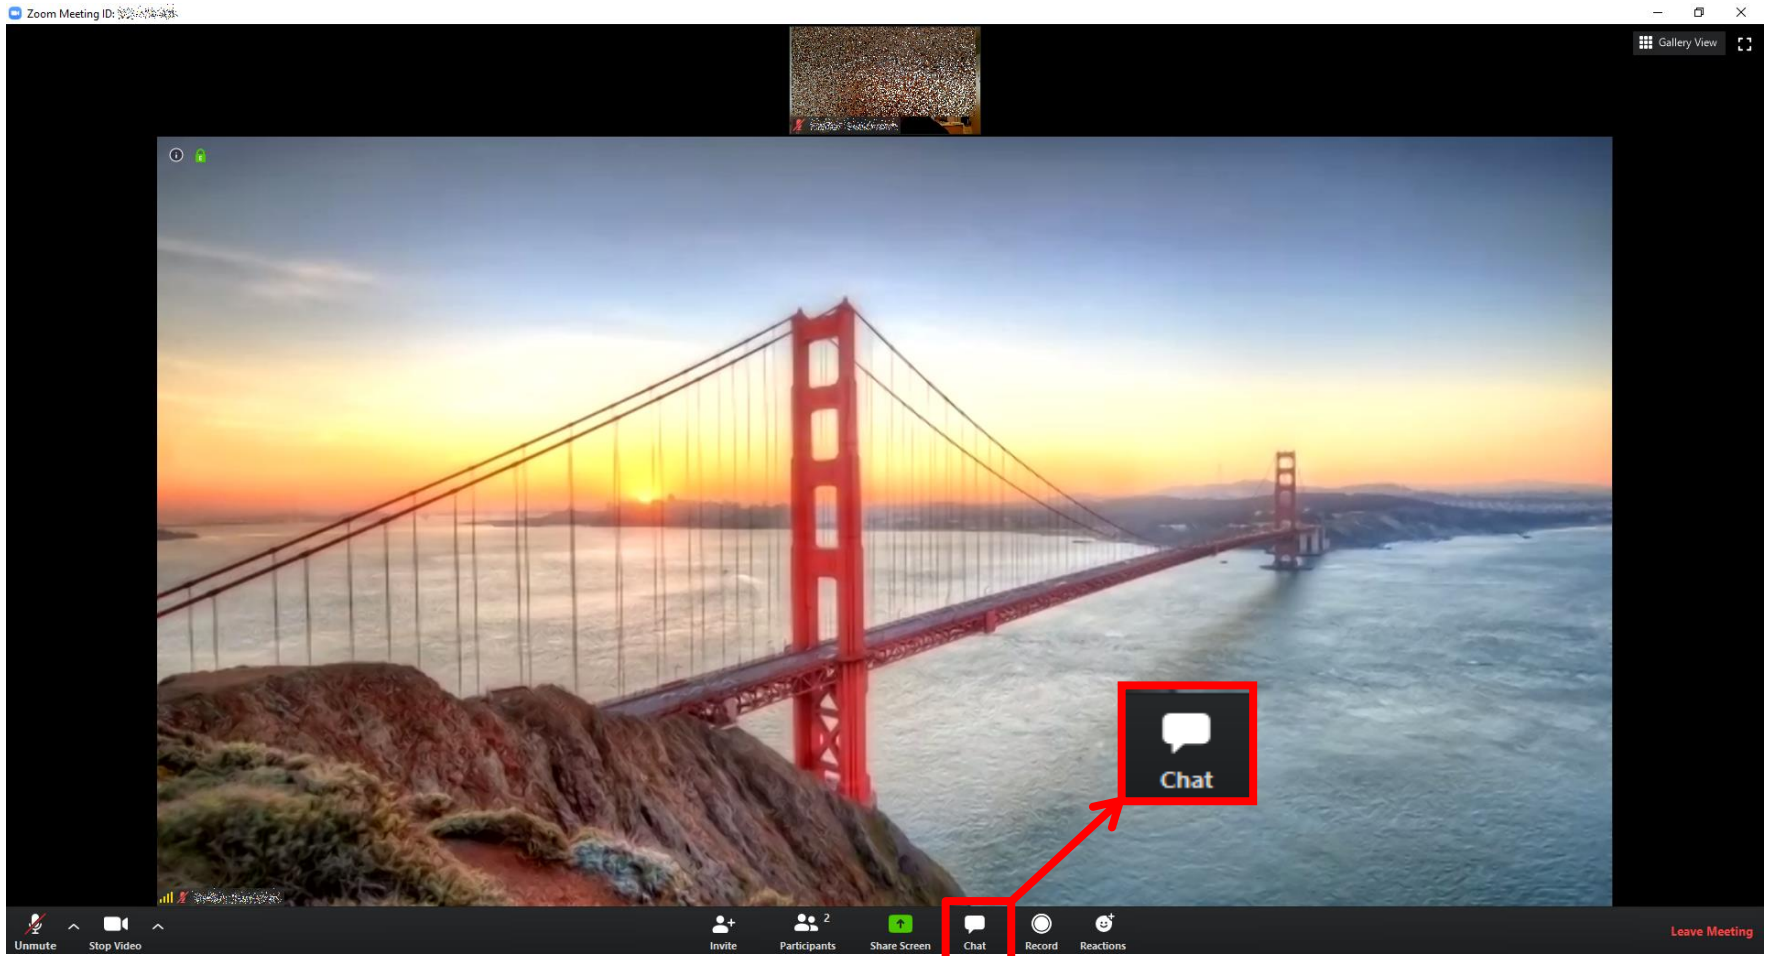 Zoom Meeting ID:
Gallery View
Chat
Unmute
Stop Video
Invite
Participants
2
Share Screen
Chat
Record
Reactions
Leave Meeting